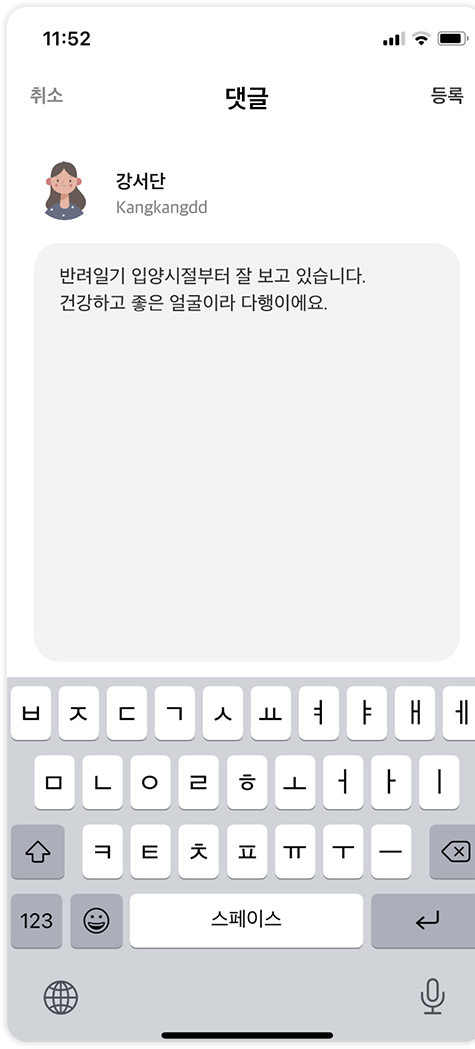 11:52
취소
댓글
등록
강서단
Kangkangdd
반려일기 입양시절부터 잘 보고 있습니다.
건강하고 좋은 얼굴이라 다행이에요.
ㅂ ㅈ ㄷ ㄱ ㅅ ㅛ ㅕ ㅑ ㅐ ㅔ
ㅁ ㄴ ㅇ ㄹ ㅎ ㅗ ㅓ ㅏ ㅣ
ㅋ ㅌ ㅊ ㅍ ㅠ ㅜ ㅡ
123
스페이스